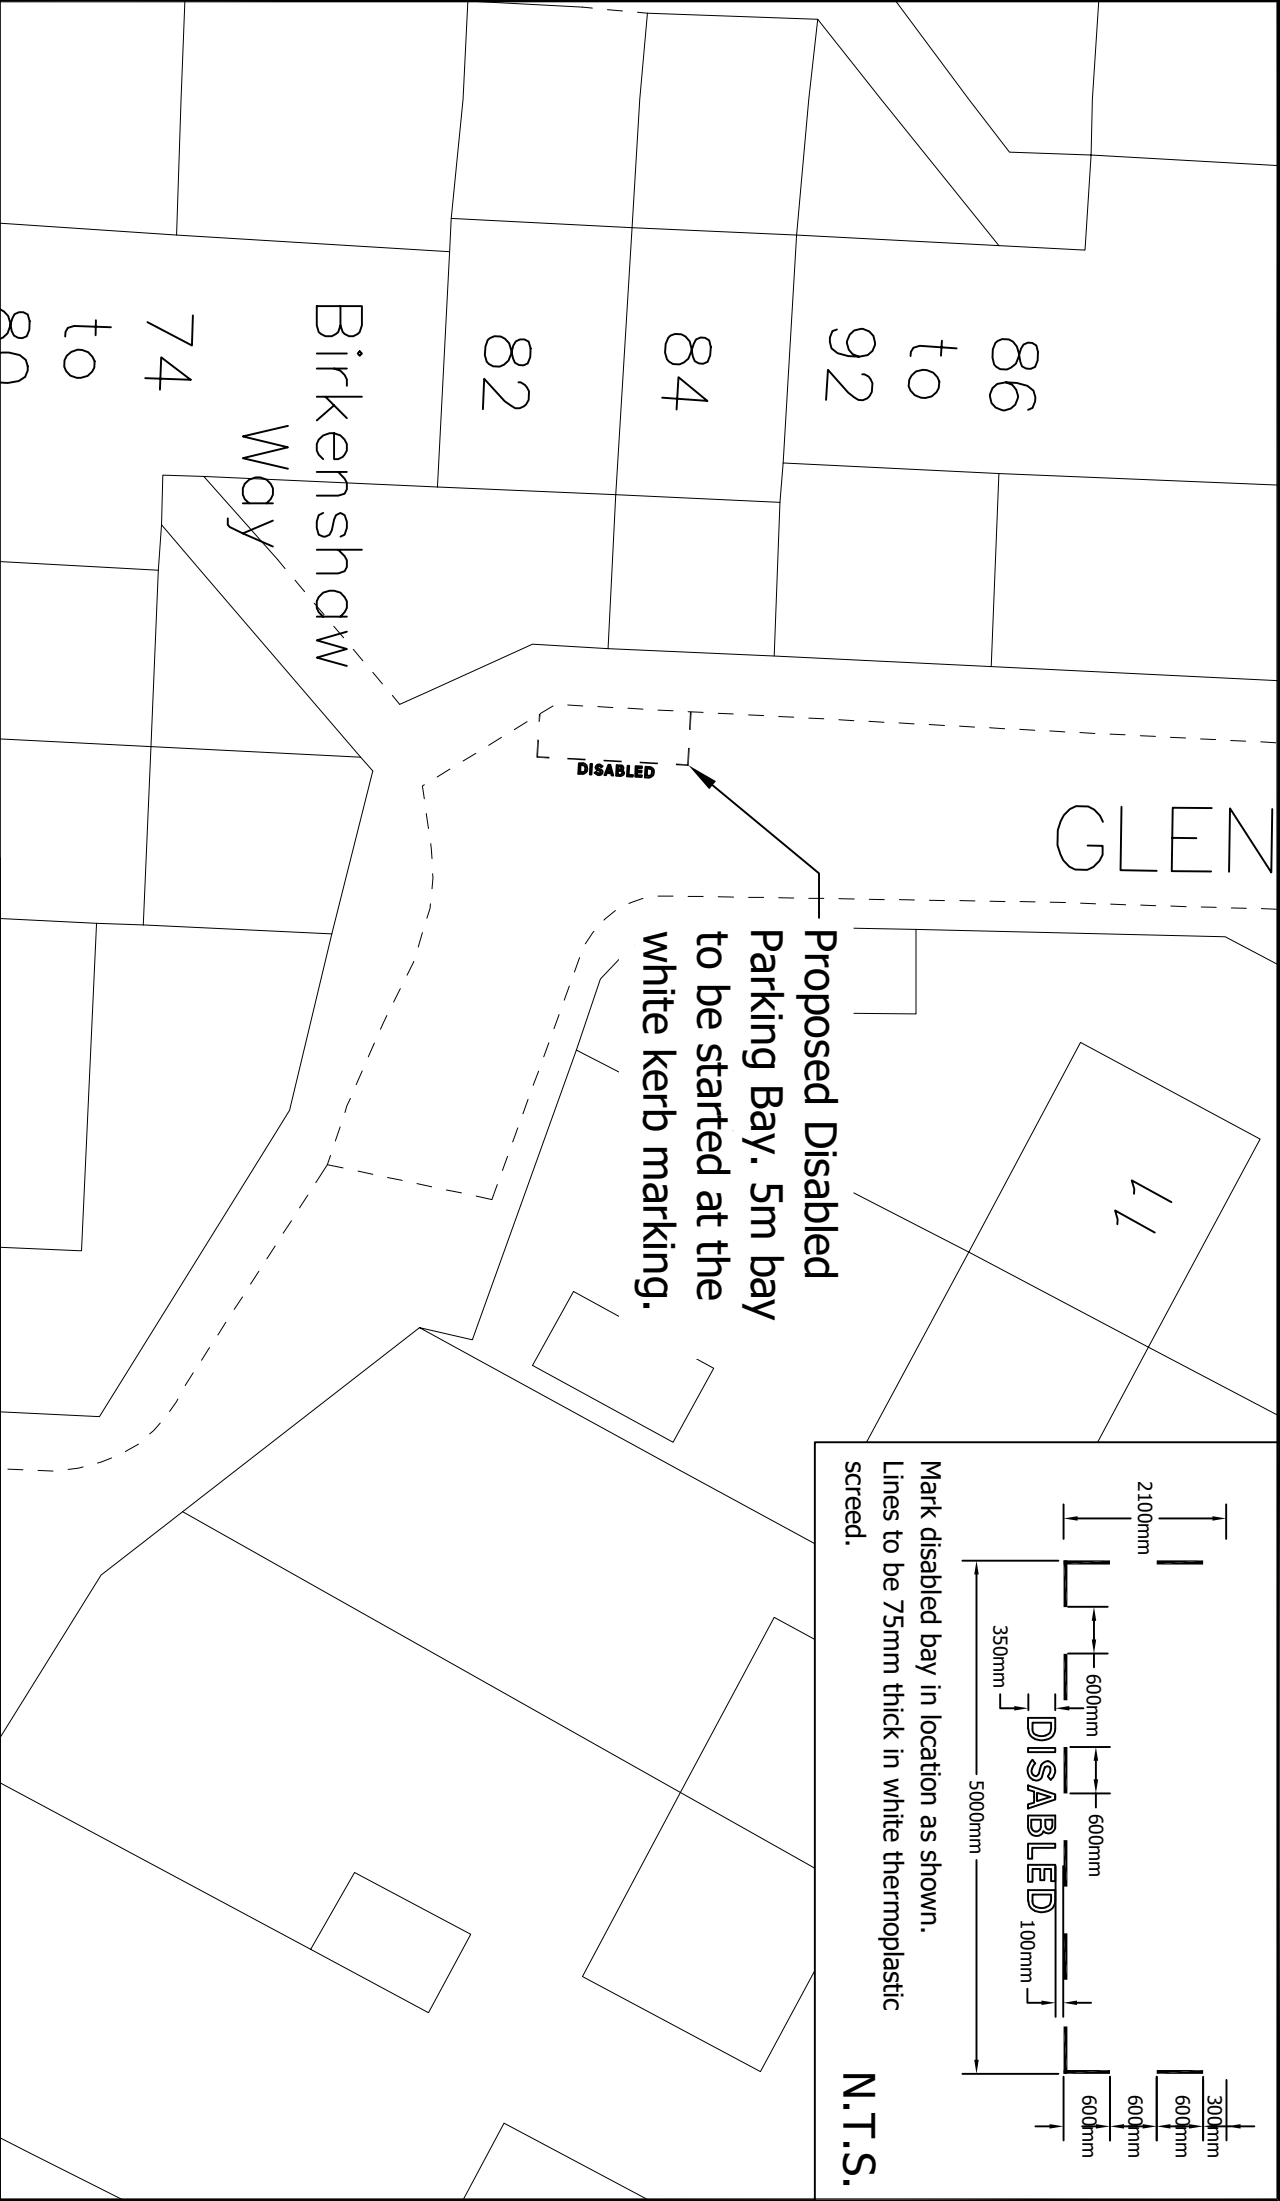 GLEN
86
to
92
84
82
Birkenshaw
Way
74
to
80
DISABLED
Proposed Disabled
Parking Bay. 5m bay
to be started at the
white kerb marking.
11
2100mm
600mm
600mm
350mm
DISABLED
100mm
5000mm
300mm
600mm
600mm
600mm
Mark disabled bay in location as shown.
Lines to be 75mm thick in white thermoplastic
screed.
N.T.S.